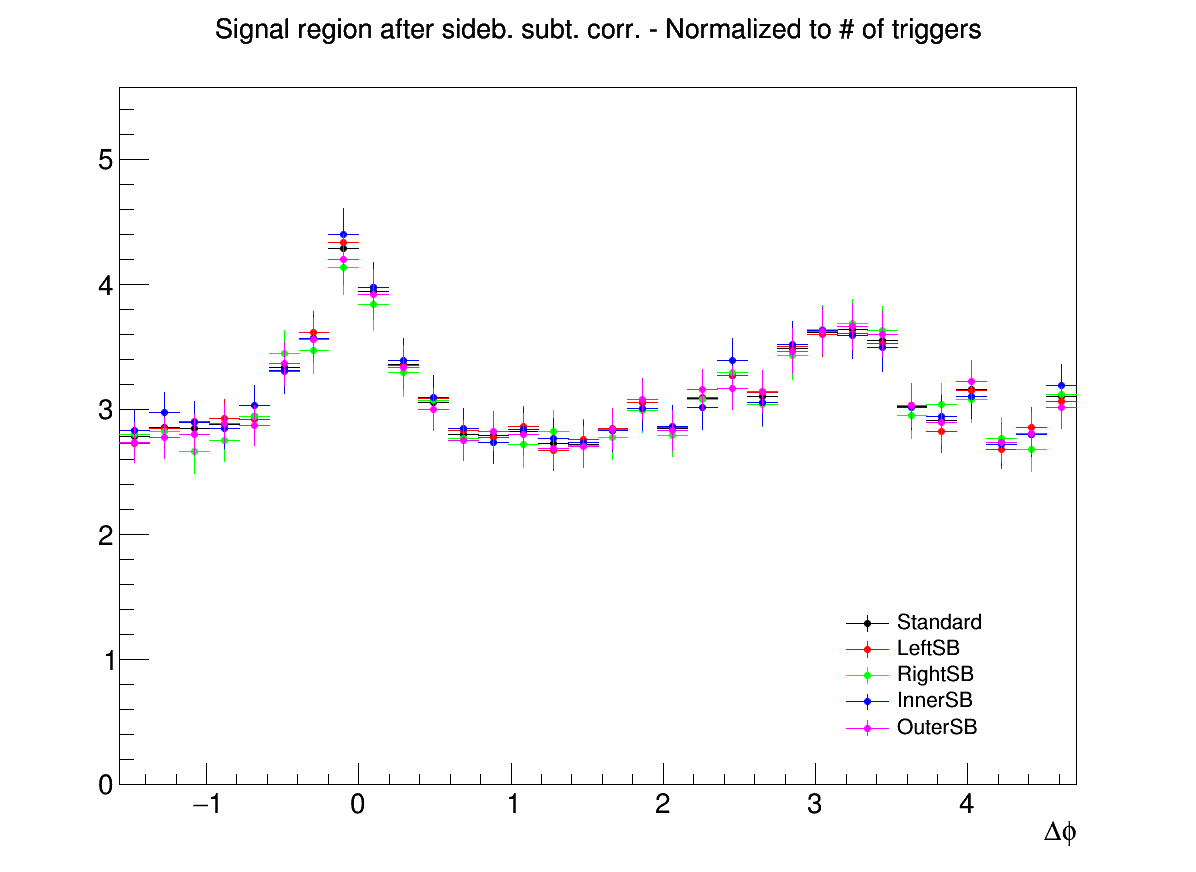 Signal region after sideb. subt. corr. - Normalized to # of triggers
5
4
3
2
1
0
−1 0 1 2 3 4
Δϕ
Standard
LeftSB
RightSB
InnerSB
OuterSB